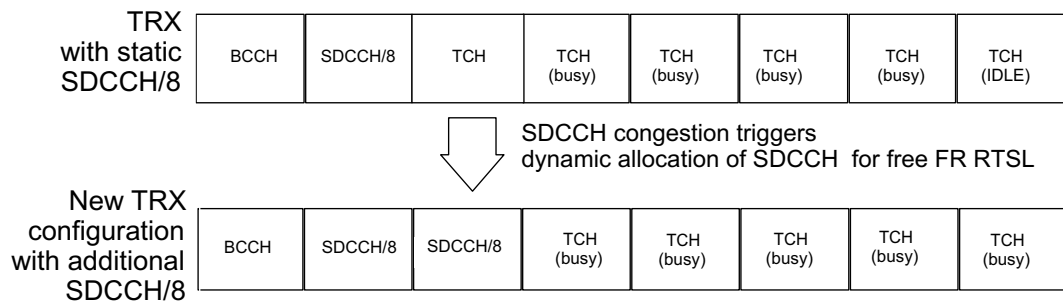 TRX
with static
SDCCH/8
BCCH
SDCCH/8
TCH
TCH
(busy)
TCH
(busy)
TCH
(busy)
TCH
(busy)
TCH
(IDLE)
SDCCH congestion triggers
dynamic allocation of SDCCH for free FR RTSL
New TRX
configuration
with additional
SDCCH/8
BCCH
SDCCH/8
SDCCH/8
TCH
(busy)
TCH
(busy)
TCH
(busy)
TCH
(busy)
TCH
(busy)